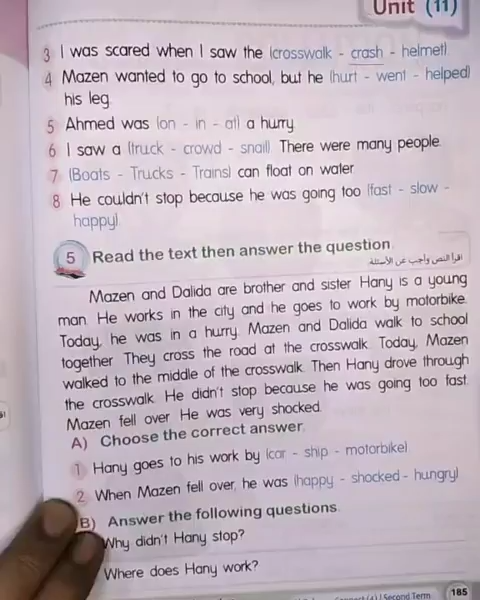 Unit (11)
3 I was scared when I saw the (crosswalk - crash - helmet).
4 Mazen wanted to go to school, but he (hurt - went - helped)
his leg.
5 Ahmed was (on - in - at) a hurry.
6 I saw a (truck - crowd - snail). There were many people.
7 (Boats - Trucks - Trains) can float on water.
8 He couldn't stop because he was going too (fast - slow -
happy).
5 Read the text then answer the question.
اقرأ النص وأجب عن الأسئلة
Mazen and Dalida are brother and sister Hany is a young
man. He works in the city and he goes to work by motorbike.
Today, he was in a hurry. Mazen and Dalida walk to school
together. They cross the road at the crosswalk. Today, Mazen
walked to the middle of the crosswalk. Then Hany drove through
the crosswalk. He didn't stop because he was going too fast.
Mazen fell over. He was very shocked.
A) Choose the correct answer.
1 Hany goes to his work by (car - ship - motorbike).
2 When Mazen fell over, he was (happy - shocked - hungry)
B) Answer the following questions.
Why didn't Hany stop?
Where does Hany work?
Connect (4) / Second Term
185